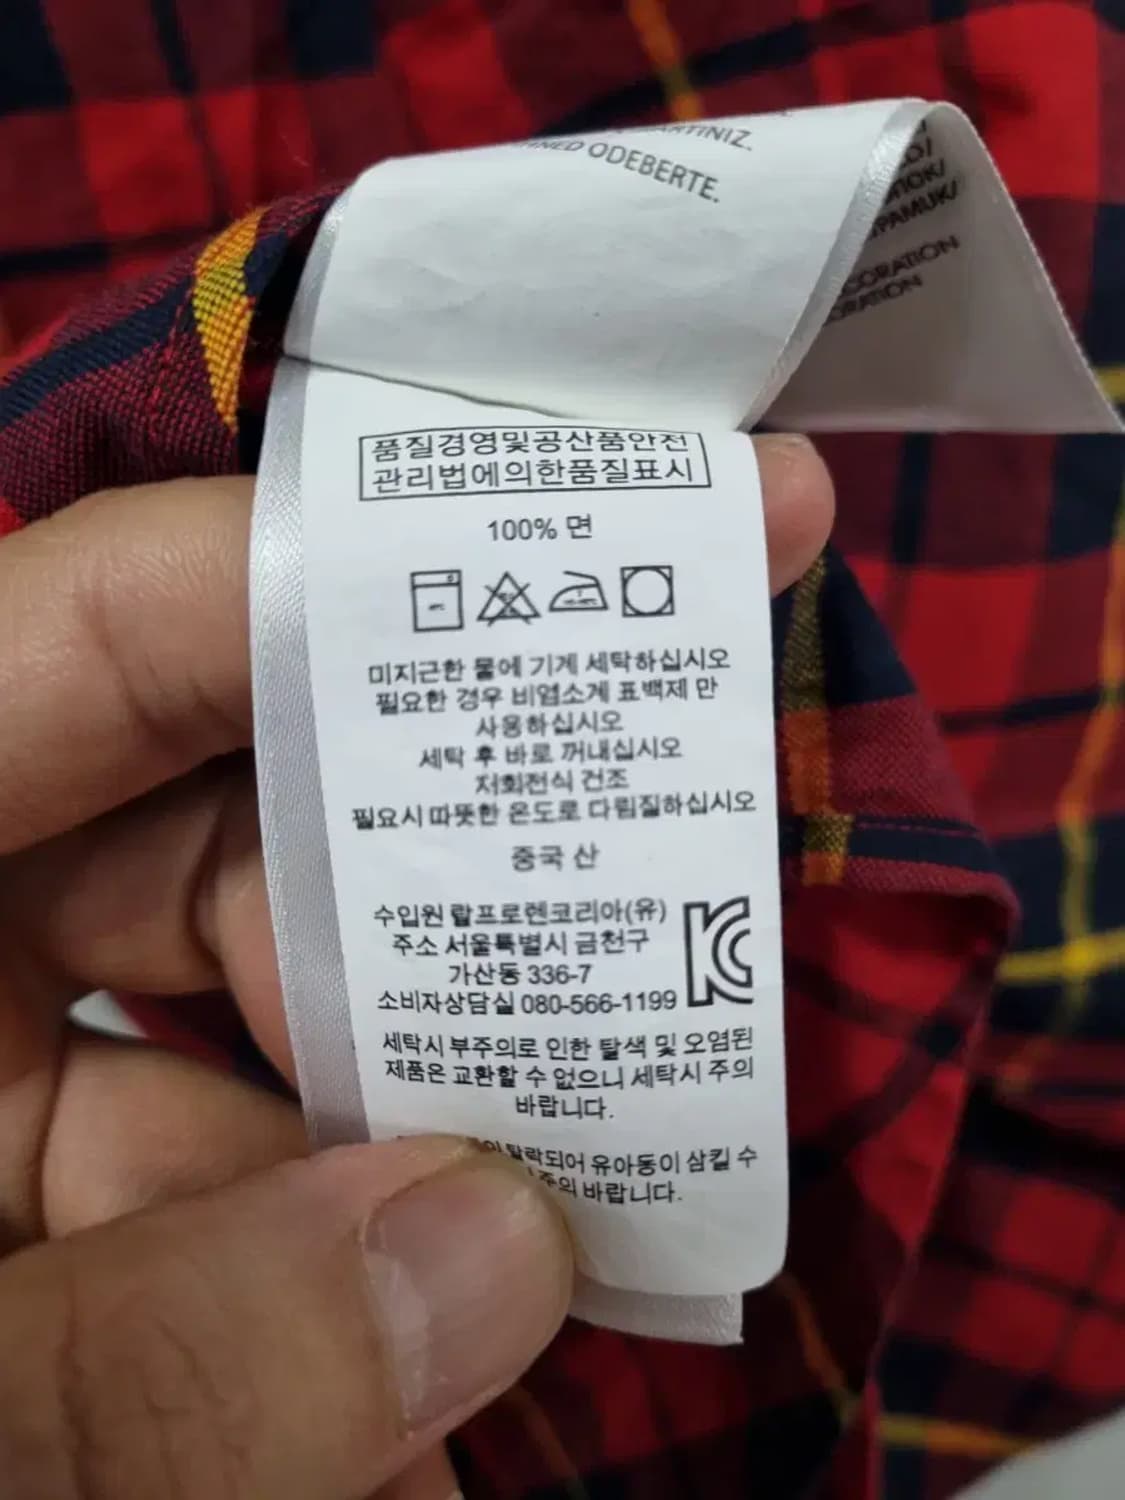 ARTINIZ.
ODEBERTE.
PAMUK/
CORATION
ORATION
품질경영및공산품안전
관리법에의한품질표시
100% 면
미지근한 물에 기계 세탁하십시오
필요한 경우 비염소계 표백제 만
사용하십시오
세탁 후 바로 꺼내십시오
저회전식 건조
필요시 따뜻한 온도로 다림질하십시오
중국 산
수입원 랄프로렌코리아(유)
주소 서울특별시 금천구
가산동 336-7
소비자상담실 080-566-1199
세탁시 부주의로 인한 탈색 및 오염된
제품은 교환할 수 없으니 세탁시 주의
바랍니다.
탈락되어 유아동이 삼킬 수
주의 바랍니다.